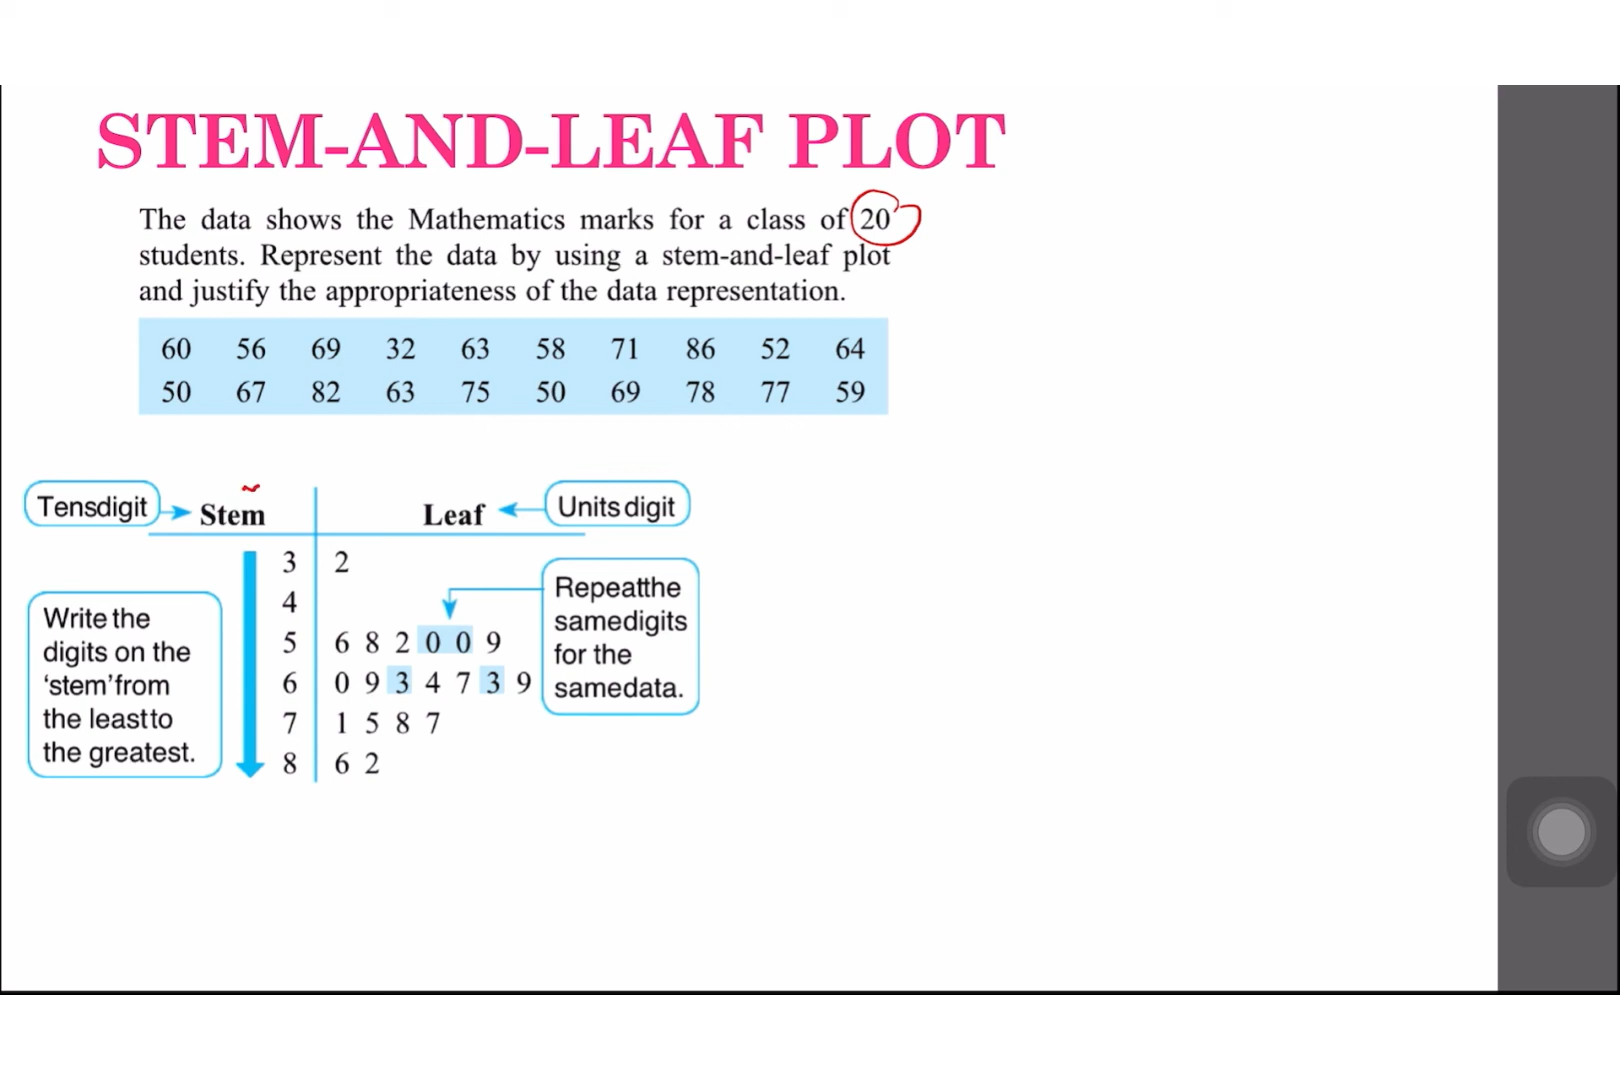 STEM-AND-LEAF PLOT
The data shows the Mathematics marks for a class of 20
students. Represent the data by using a stem-and-leaf plot
and justify the appropriateness of the data representation.
60 56 69 32 63 58 71 86 52 64
50 67 82 63 75 50 69 78 77 59
Tensdigit
Stem
Leaf
Units digit
3 2
4
5 6 8 2 0 0 9
6 0 9 3 4 7 3 9
7 1 5 8 7
8 6 2
Write the
digits on the
‘stem’ from
the least to
the greatest.
Repeatthe
samedigits
for the
samedata.